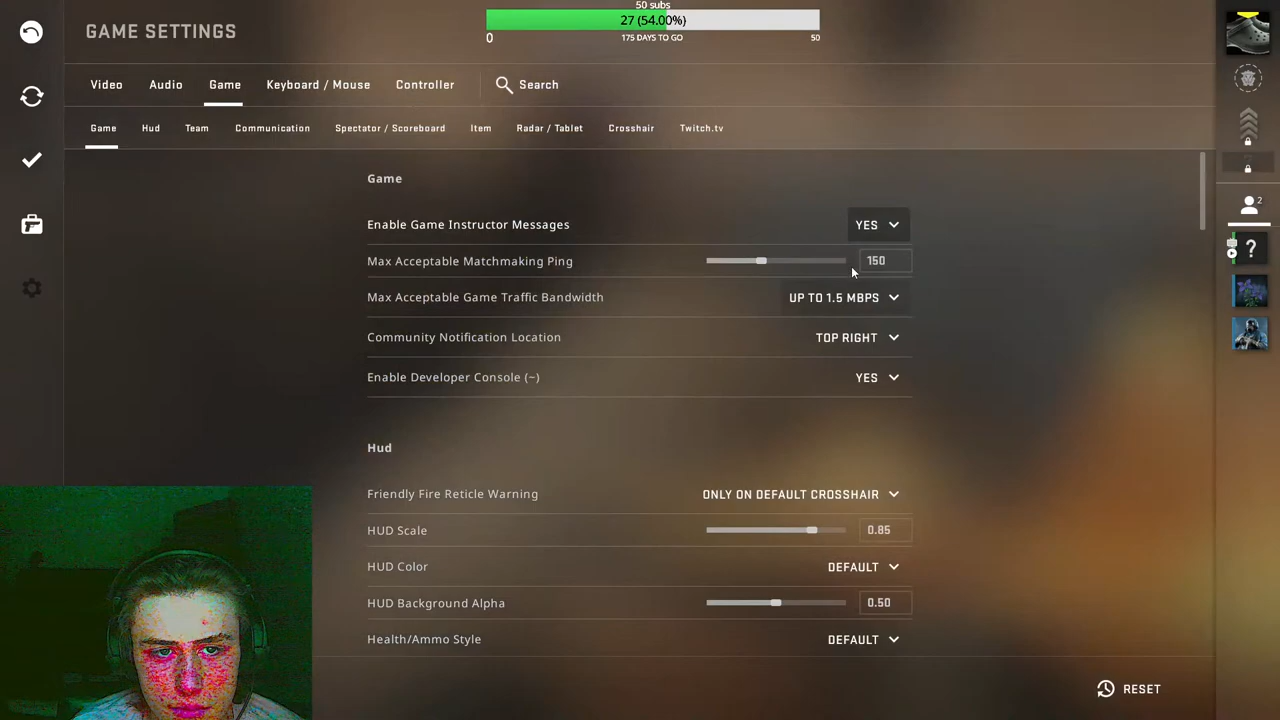 50 subs
27 (54.00%)
0
175 DAYS TO GO
50
GAME SETTINGS
Video
Audio
Game
Keyboard / Mouse
Controller
Search
Game
Hud
Team
Communication
Spectator / Scoreboard
Item
Radar / Tablet
Crosshair
Twitch.tv
Game
Enable Game Instructor Messages
YES
Max Acceptable Matchmaking Ping
150
Max Acceptable Game Traffic Bandwidth
UP TO 1.5 MBPS
Community Notification Location
TOP RIGHT
Enable Developer Console (~)
YES
Hud
Friendly Fire Reticle Warning
ONLY ON DEFAULT CROSSHAIR
HUD Scale
0.85
HUD Color
DEFAULT
HUD Background Alpha
0.50
Health/Ammo Style
DEFAULT
RESET
2
?